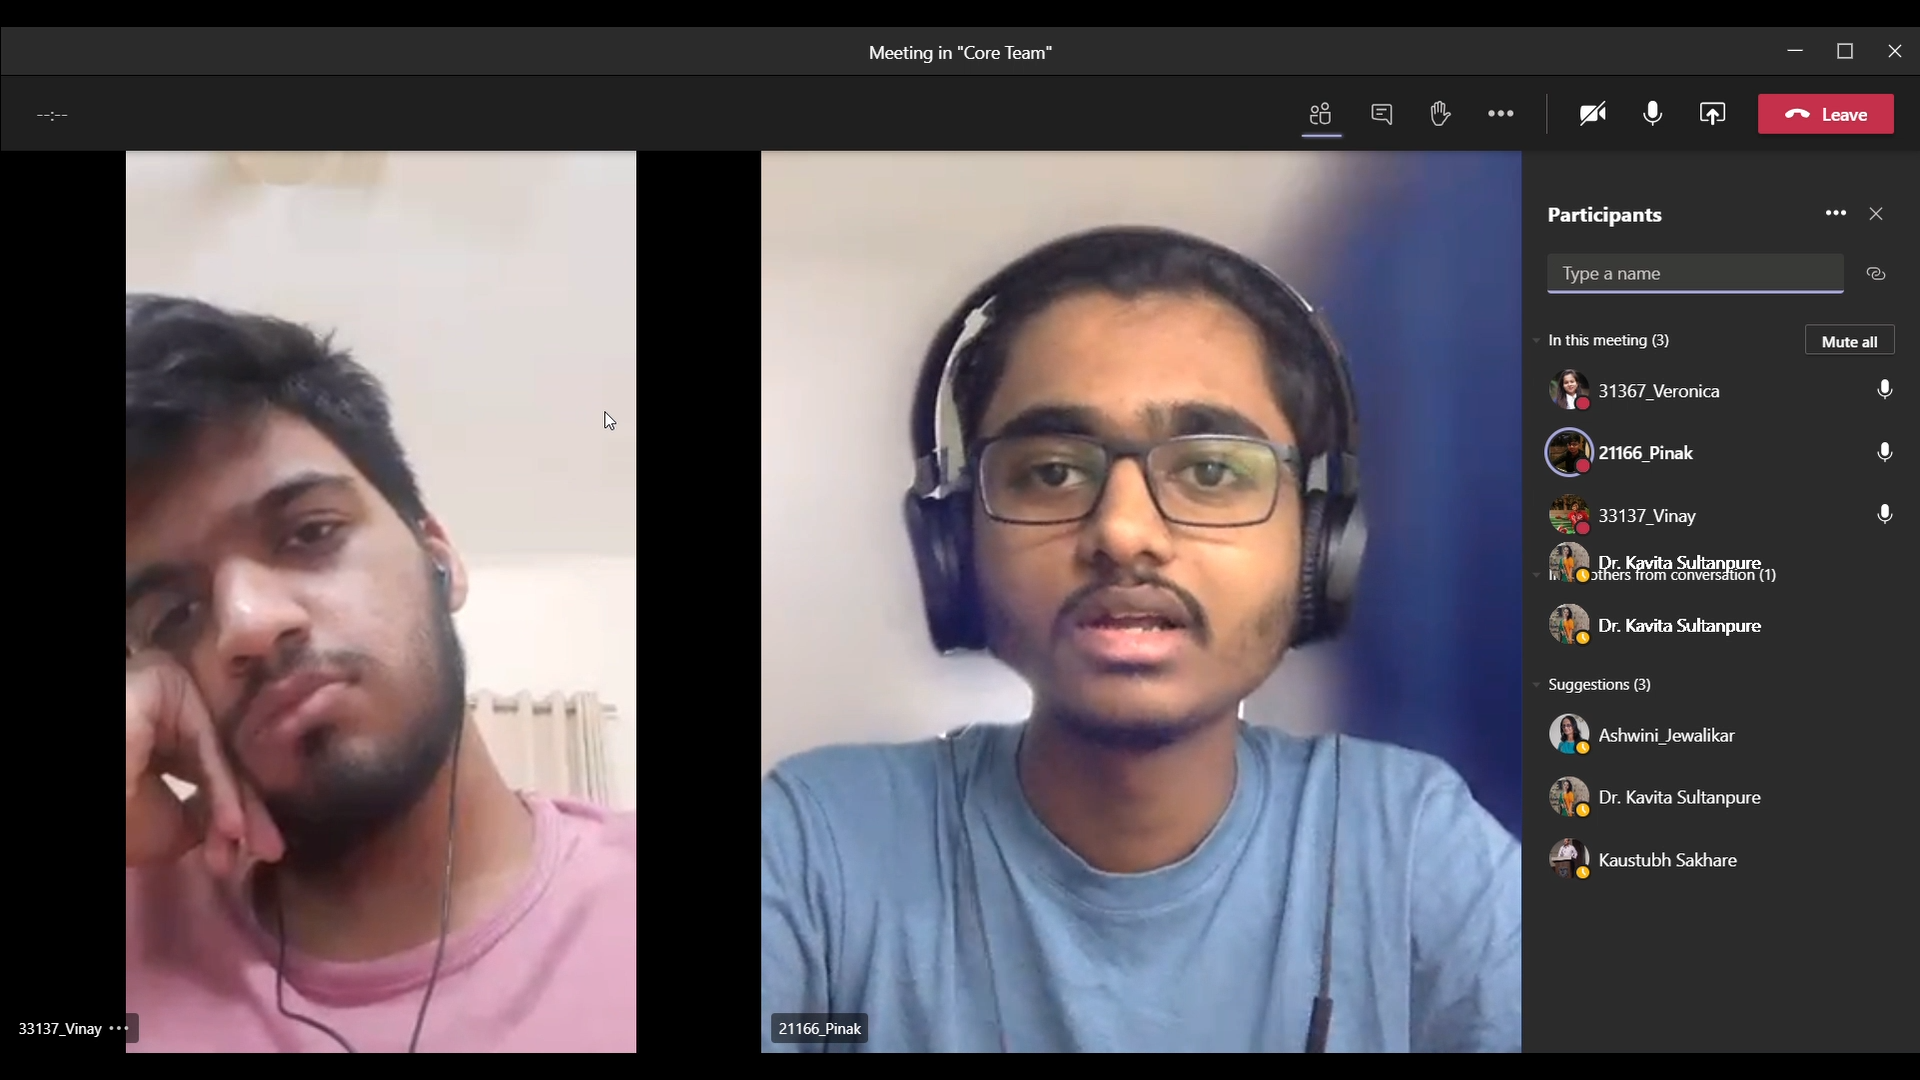 Meeting in "Core Team"
--:--
Leave
Participants
Type a name
In this meeting (3)
Mute all
31367_Veronica
21166_Pinak
33137_Vinay
Dr. Kavita Sultanpure
others from conversation (1)
Dr. Kavita Sultanpure
Suggestions (3)
Ashwini_Jewalikar
Dr. Kavita Sultanpure
Kaustubh Sakhare
33137_Vinay
21166_Pinak